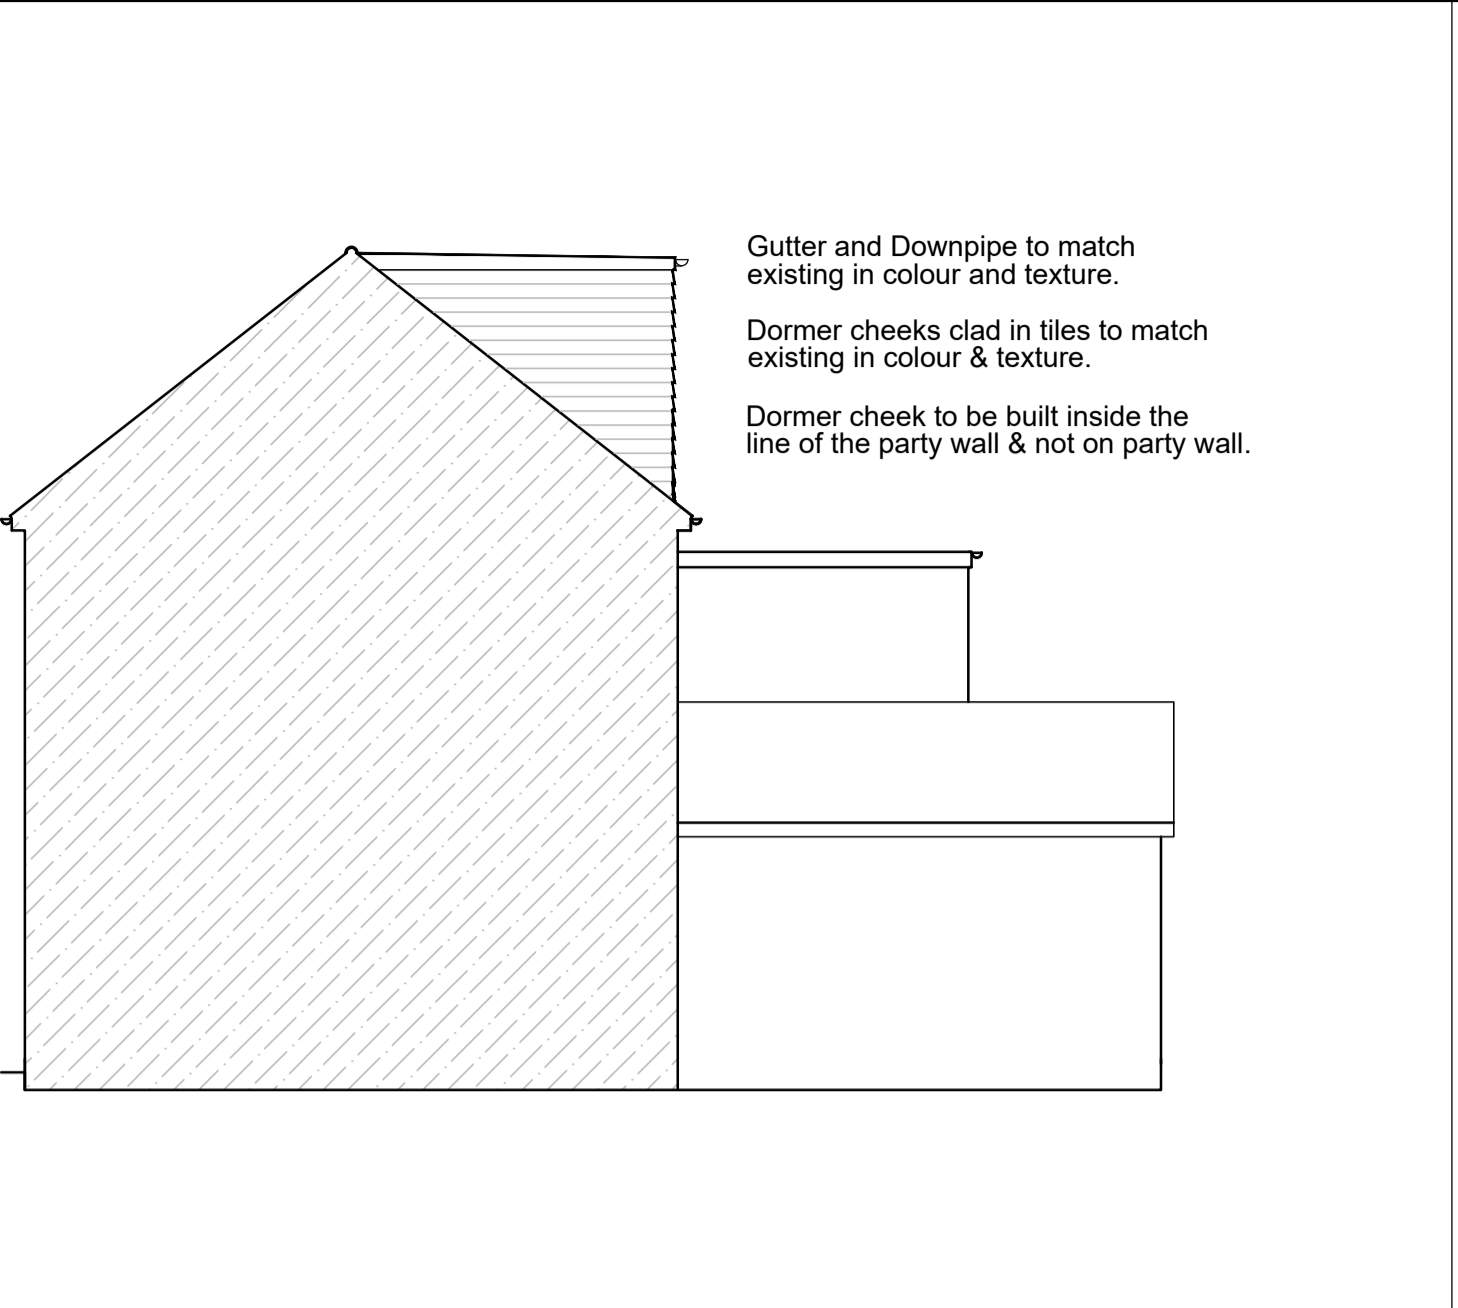 Gutter and Downpipe to match
existing in colour and texture.
Dormer cheeks clad in tiles to match
existing in colour & texture.
Dormer cheek to be built inside the
line of the party wall & not on party wall.